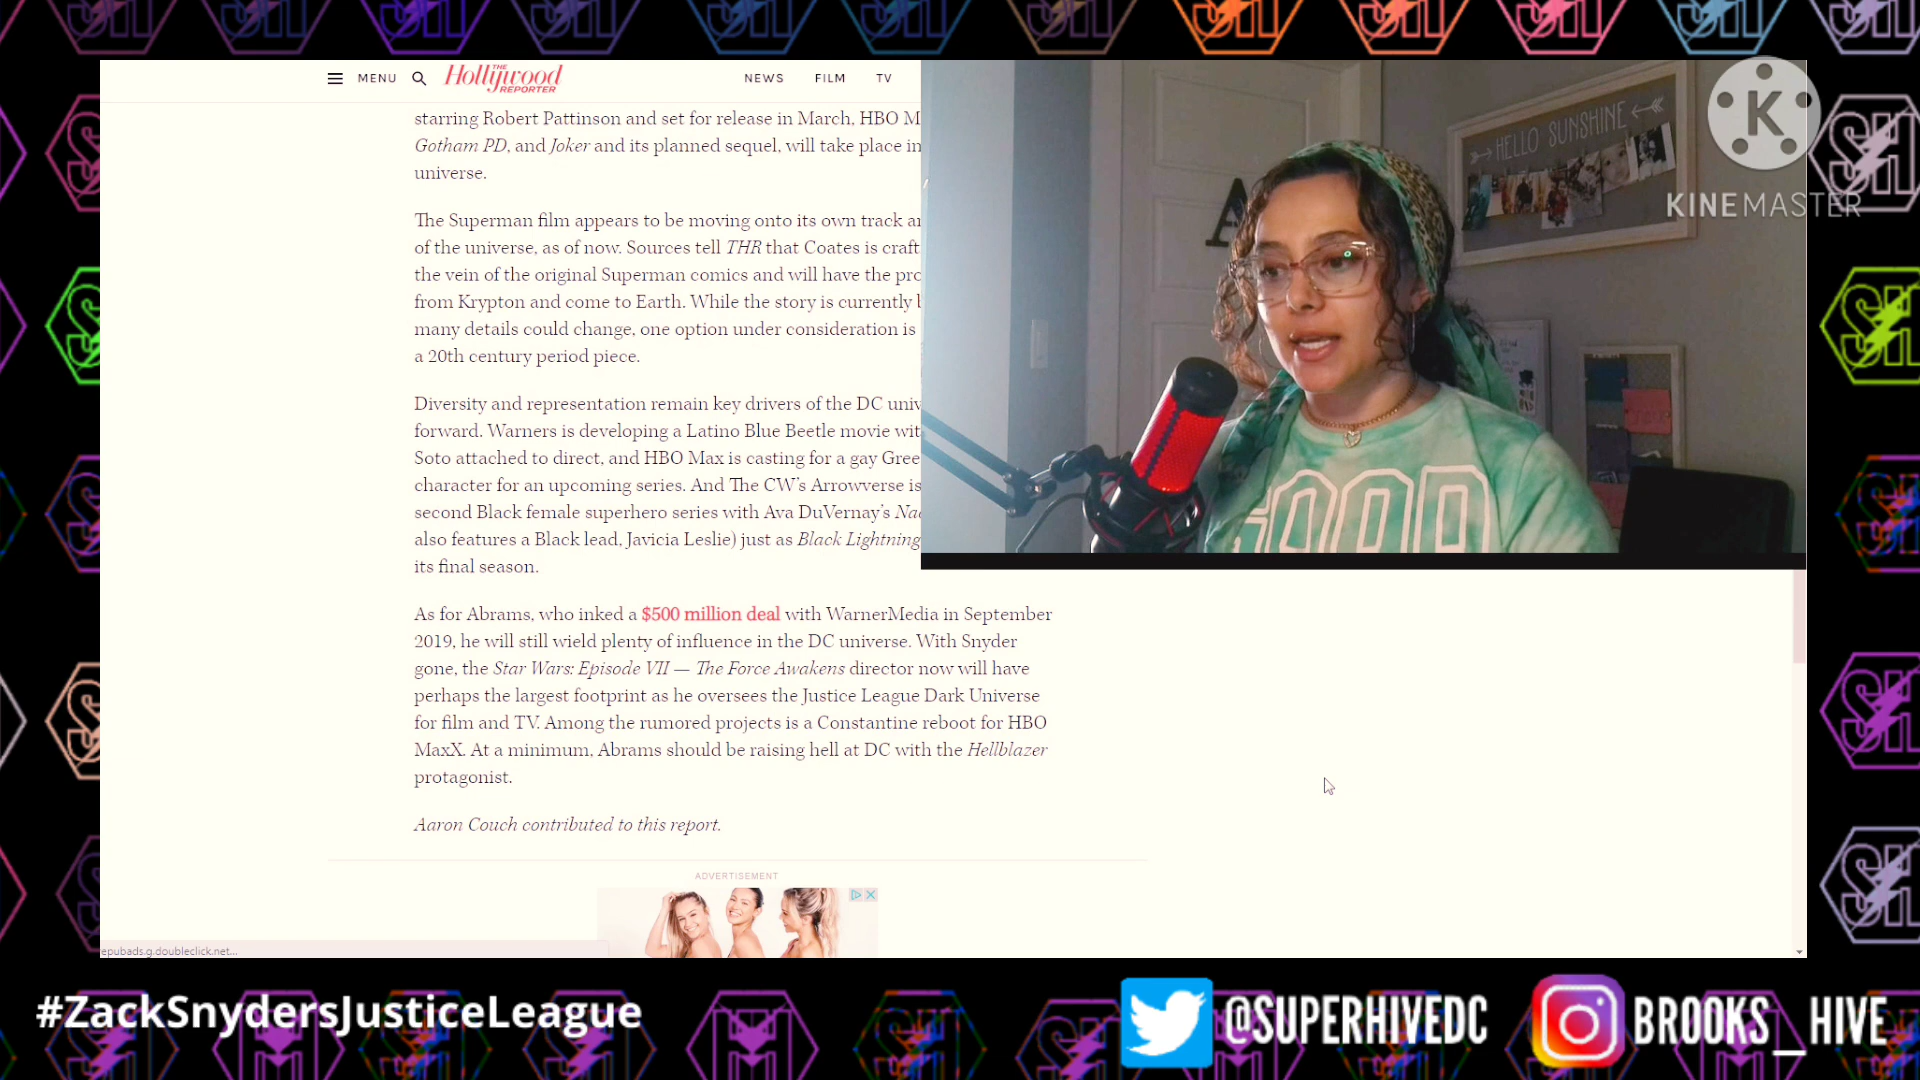 MENU
THE
Hollywood
REPORTER
NEWS
FILM
TV
starring Robert Pattinson and set for release in March, HBO M
Gotham PD, and Joker and its planned sequel, will take place in
universe.
The Superman film appears to be moving onto its own track ar
of the universe, as of now. Sources tell THR that Coates is craft
the vein of the original Superman comics and will have the pro
from Krypton and come to Earth. While the story is currently b
many details could change, one option under consideration is
a 20th century period piece.
Diversity and representation remain key drivers of the DC univ
forward. Warners is developing a Latino Blue Beetle movie wit
Soto attached to direct, and HBO Max is casting for a gay Gree
character for an upcoming series. And The CW's Arrowverse is
second Black female superhero series with Ava DuVernay's Na
also features a Black lead, Javicia Leslie) just as Black Lightning
its final season.
As for Abrams, who inked a $500 million deal with WarnerMedia in September
2019, he will still wield plenty of influence in the DC universe. With Snyder
gone, the Star Wars: Episode VII — The Force Awakens director now will have
perhaps the largest footprint as he oversees the Justice League Dark Universe
for film and TV. Among the rumored projects is a Constantine reboot for HBO
MaxX. At a minimum, Abrams should be raising hell at DC with the Hellblazer
protagonist.
Aaron Couch contributed to this report.
ADVERTISEMENT
epubads.g.doubleclick.net...
HELLO SUNSHINE
A
GOOD
K
KINEMASTER
#ZackSnydersJusticeLeague
@SUPERHIVEDC
BROOKS_HIVE